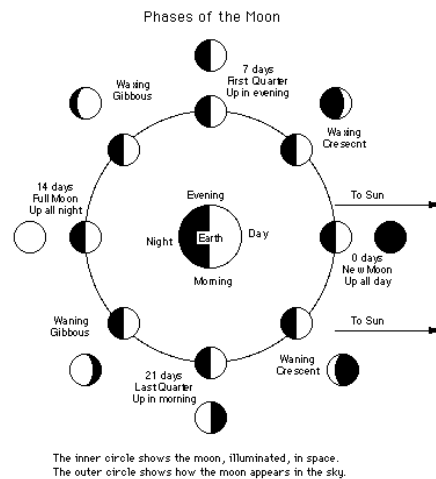 Phases of the Moon
7 days
First Quarter
Up in evening
Waxing
Gibbous
Waxing
Cresecnt
14 days
Full Moon
Up all night
Evening
To Sun
Night
Earth
Day
Morning
0 days
New Moon
Up all day
Waning
Gibbous
To Sun
21 days
Last Quarter
Up in morning
Waning
Crescent
The inner circle shows the moon, illuminated, in space.
The outer circle shows how the moon appears in the sky.